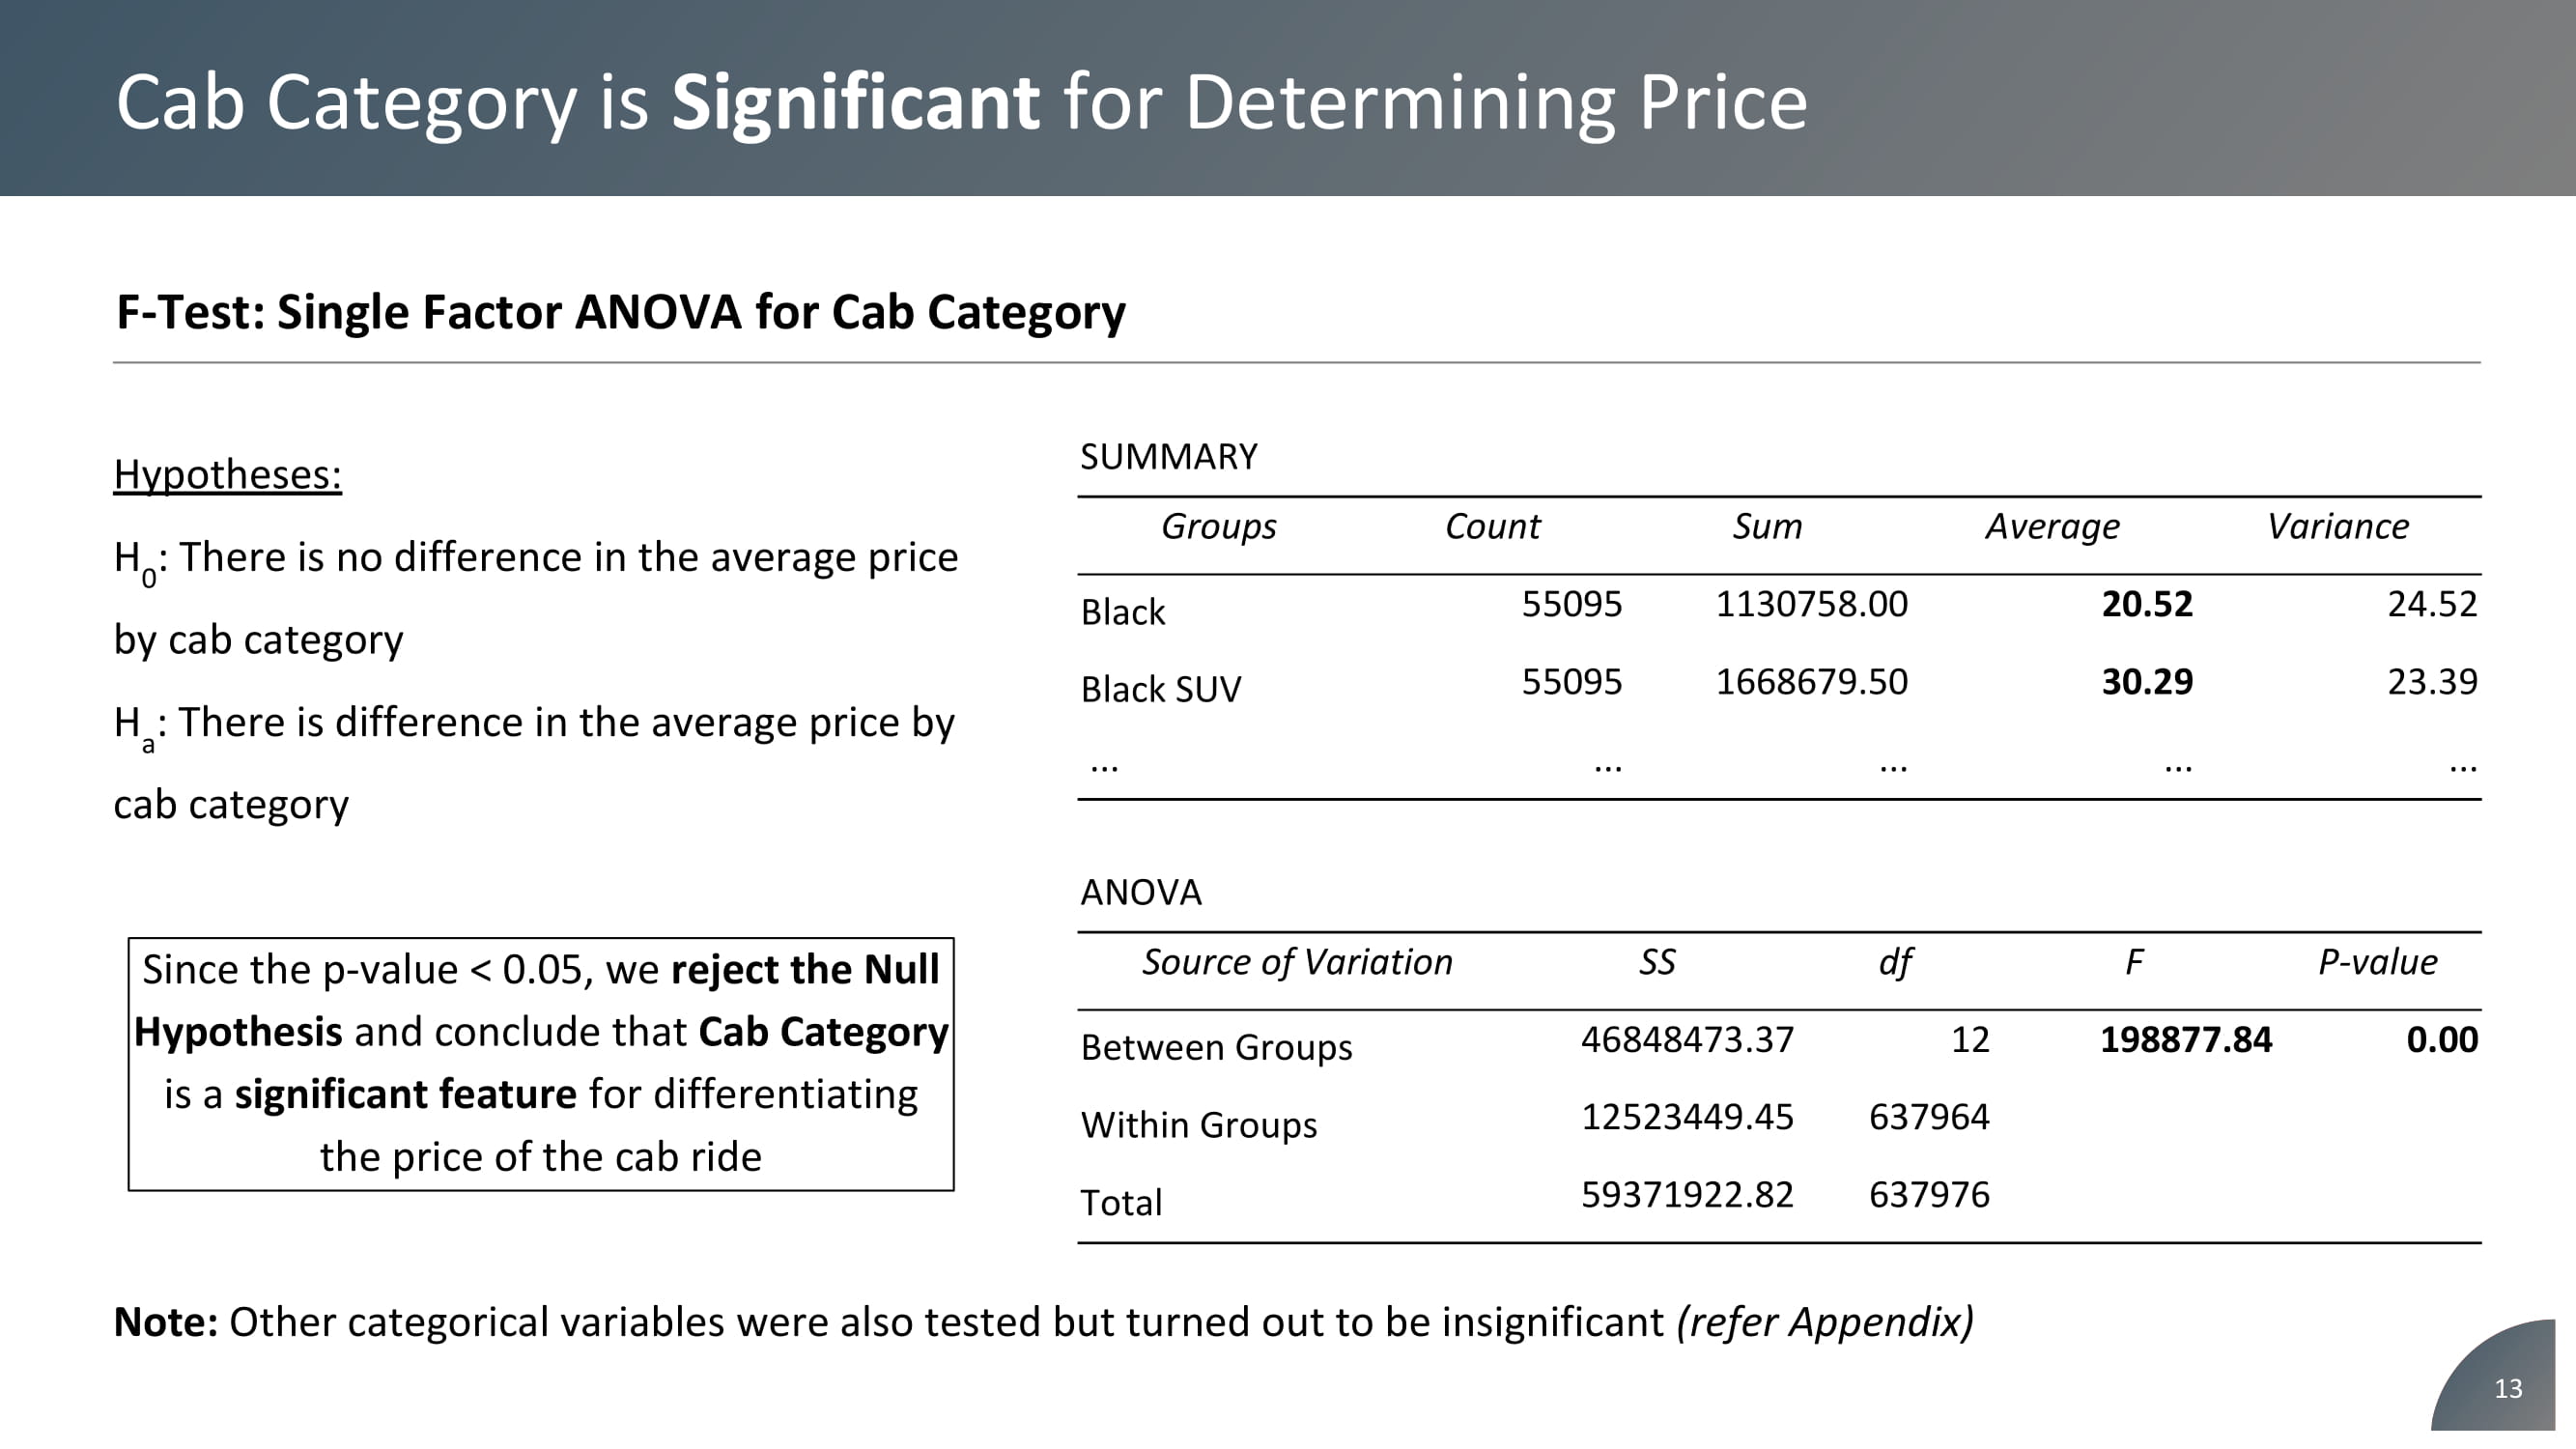 Cab Category is Significant for Determining Price
F-Test: Single Factor ANOVA for Cab Category
Hypotheses:
H0: There is no difference in the average price
by cab category
Ha: There is difference in the average price by
cab category
Since the p-value < 0.05, we reject the Null
Hypothesis and conclude that Cab Category
is a significant feature for differentiating
the price of the cab ride
SUMMARY
Groups Count Sum Average Variance
Black 55095 1130758.00 20.52 24.52
Black SUV 55095 1668679.50 30.29 23.39
... ... ... ... ...
ANOVA
Source of Variation SS df F P-value
Between Groups 46848473.37 12 198877.84 0.00
Within Groups 12523449.45 637964
Total 59371922.82 637976
Note: Other categorical variables were also tested but turned out to be insignificant (refer Appendix)
13